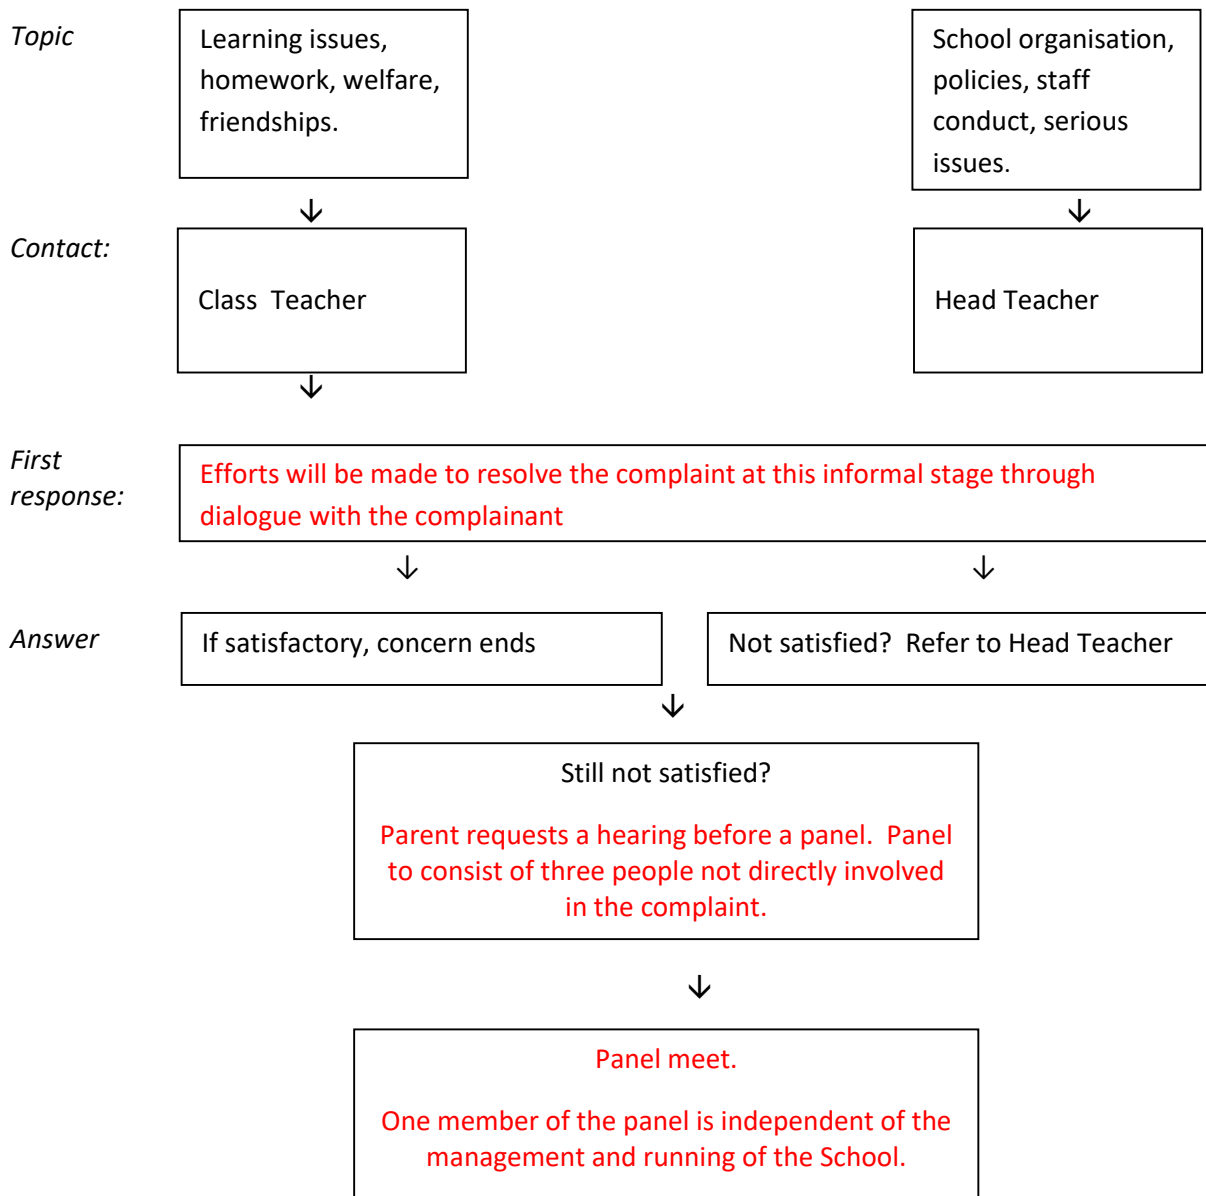 Topic
Learning issues,
homework, welfare,
friendships.
School organisation,
policies, staff
conduct, serious
issues.
Contact:
Class  Teacher
Head Teacher
First
response:
Efforts will be made to resolve the complaint at this informal stage through
dialogue with the complainant
Answer
If satisfactory, concern ends
Not satisfied?  Refer to Head Teacher
Still not satisfied?
Parent requests a hearing before a panel.  Panel
to consist of three people not directly involved
in the complaint.
Panel meet.
One member of the panel is independent of the
management and running of the School.